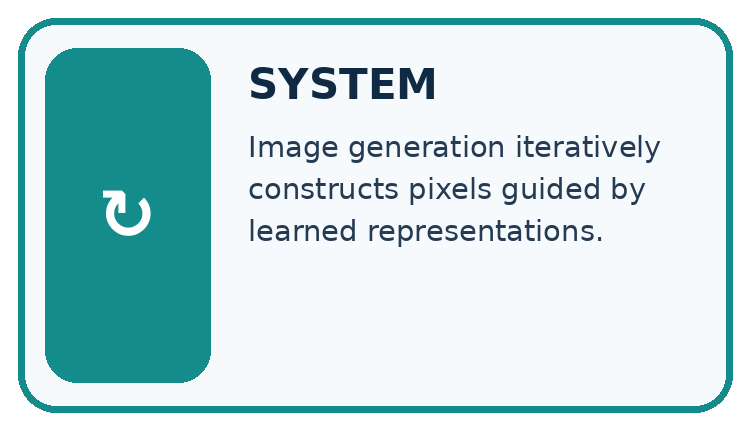 SYSTEM
Image generation iteratively
constructs pixels guided by
learned representations.